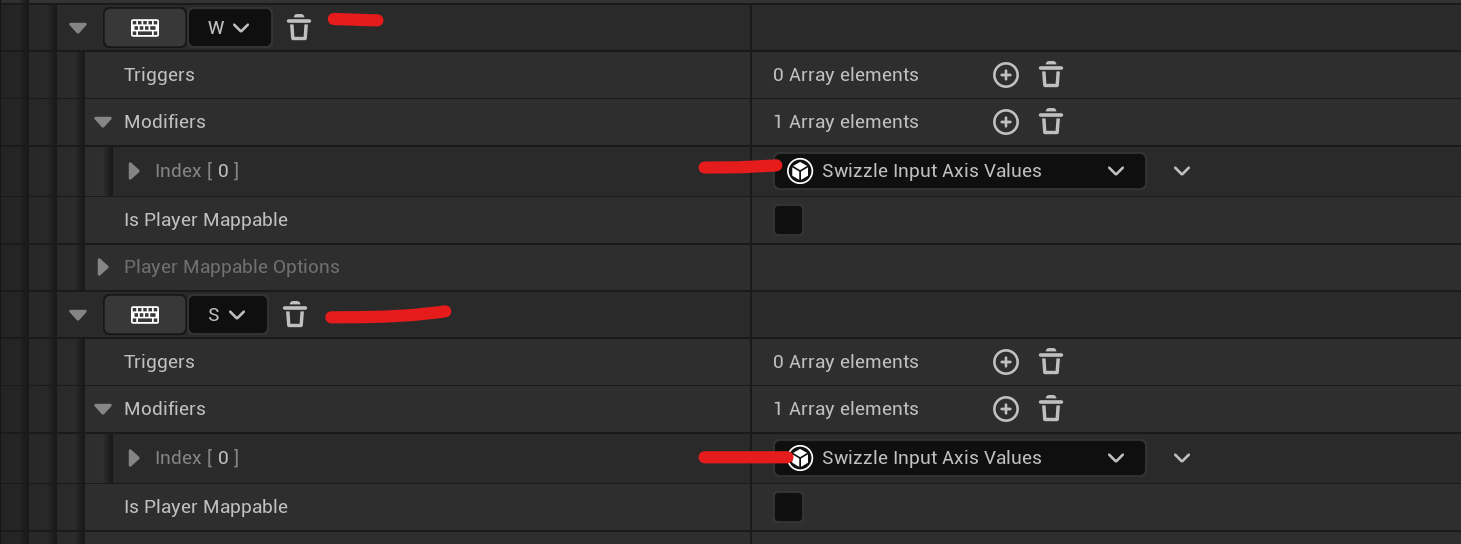 W
Triggers
0 Array elements
Modifiers
1 Array elements
Index [ 0 ]
Swizzle Input Axis Values
Is Player Mappable
Player Mappable Options
S
Triggers
0 Array elements
Modifiers
1 Array elements
Index [ 0 ]
Swizzle Input Axis Values
Is Player Mappable